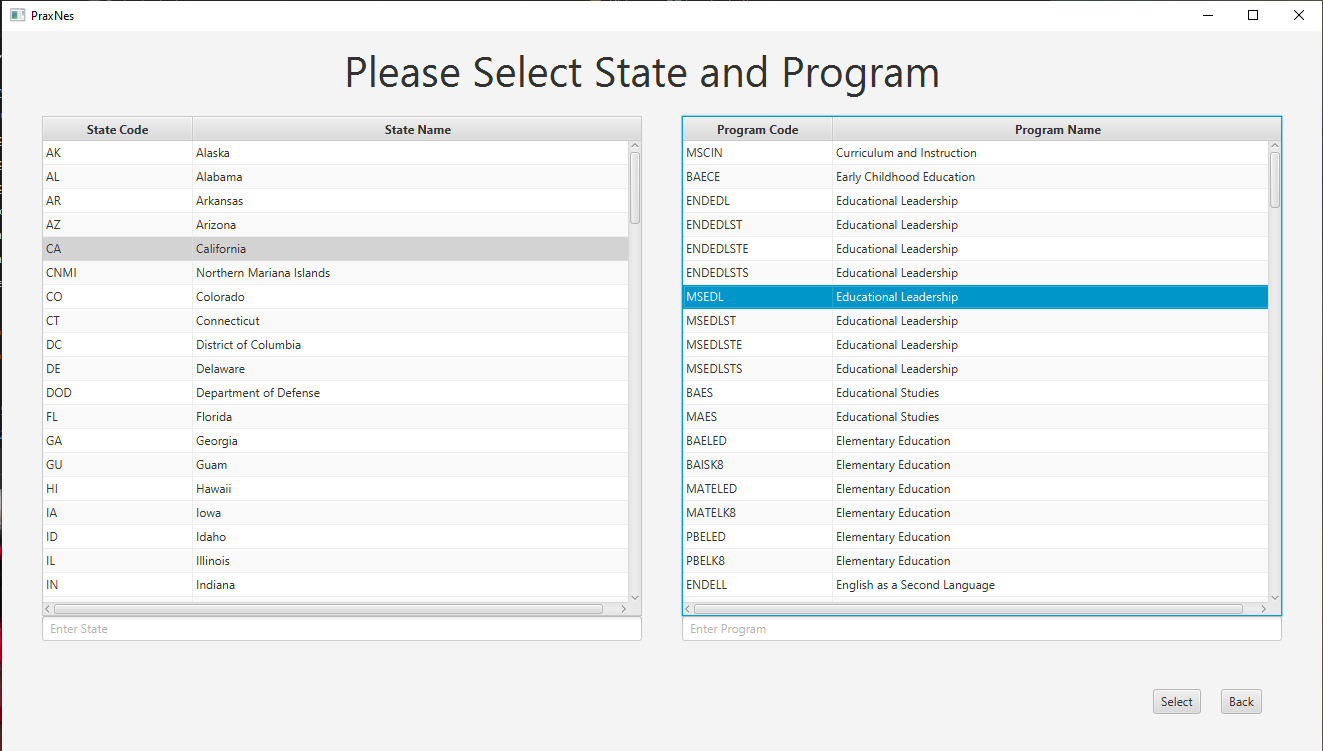 PraxNes
Please Select State and Program
State Code State Name
AK Alaska
AL Alabama
AR Arkansas
AZ Arizona
CA California
CNMI Northern Mariana Islands
CO Colorado
CT Connecticut
DC District of Columbia
DE Delaware
DOD Department of Defense
FL Florida
GA Georgia
GU Guam
HI Hawaii
IA Iowa
ID Idaho
IL Illinois
IN Indiana
Enter State
Program Code Program Name
MSCIN Curriculum and Instruction
BAECE Early Childhood Education
ENDEDL Educational Leadership
ENDEDLST Educational Leadership
ENDEDLSTE Educational Leadership
ENDEDLSTS Educational Leadership
MSEDL Educational Leadership
MSEDLST Educational Leadership
MSEDLSTE Educational Leadership
MSEDLSTS Educational Leadership
BAES Educational Studies
MAES Educational Studies
BAELED Elementary Education
BAISK8 Elementary Education
MATELED Elementary Education
MATELK8 Elementary Education
PBELED Elementary Education
PBELK8 Elementary Education
ENDELL English as a Second Language
Enter Program
Select Back